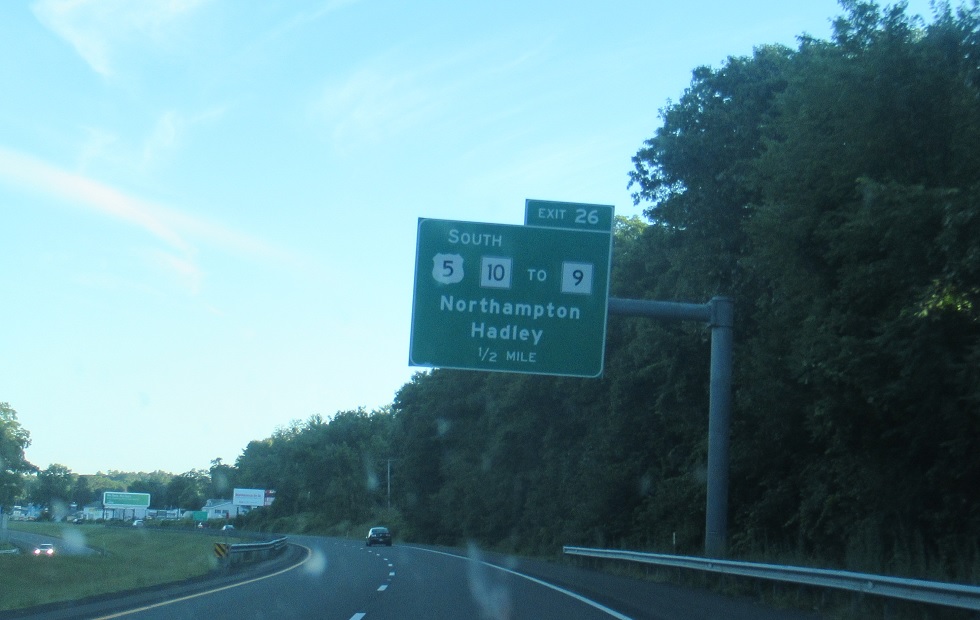 EXIT 26
SOUTH
5 10 TO 9
Northampton
Hadley
1/2 MILE